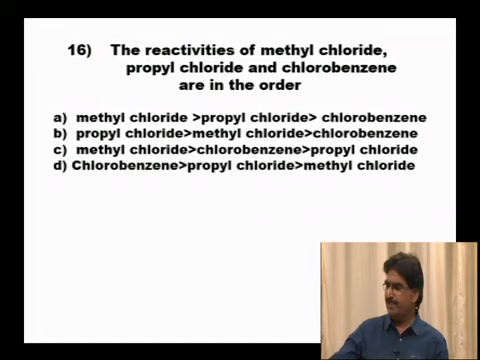 16) The reactivities of methyl chloride,
propyl chloride and chlorobenzene
are in the order
a) methyl chloride >propyl chloride> chlorobenzene
b) propyl chloride>methyl chloride>chlorobenzene
c) methyl chloride>chlorobenzene>propyl chloride
d) Chlorobenzene>propyl chloride>methyl chloride